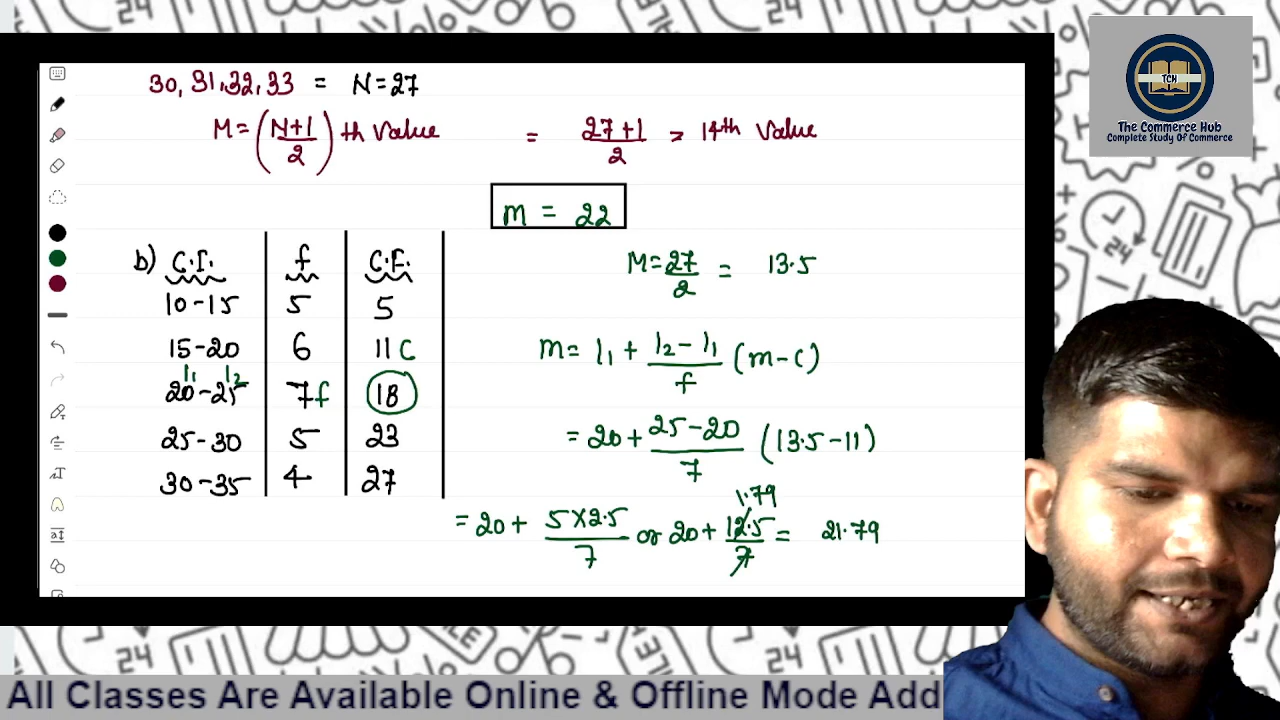 30, 31, 32, 33 = N=27
M= (N+1/2) th Value = 27+1/2 = 14th Value
m = 22
b) C.I. f C.F.
10-15 5 5
15-20 6 11 C
l1 l2
20-25 7 f 18
25-30 5 23
30-35 4 27
M=27/2 = 13.5
m= l1 + l2-l1/f (m-c)
=20+ 25-20/7 (13.5-11)
1.79
=20+ 5×2.5/7 or 20+ 12.5/7 = 21.79
TCH
The Commerce Hub
Complete Study Of Commerce
All Classes Are Available Online & Offline Mode Add